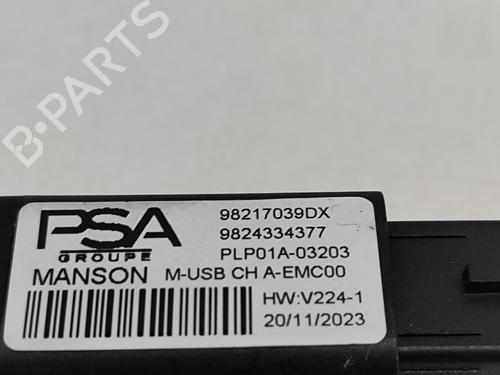 PSA
GROUPE
98217039DX
9824334377
PLP01A-03203
MANSON M-USB CH A-EMC00
HW:V224-1
20/11/2023
B-PARTS